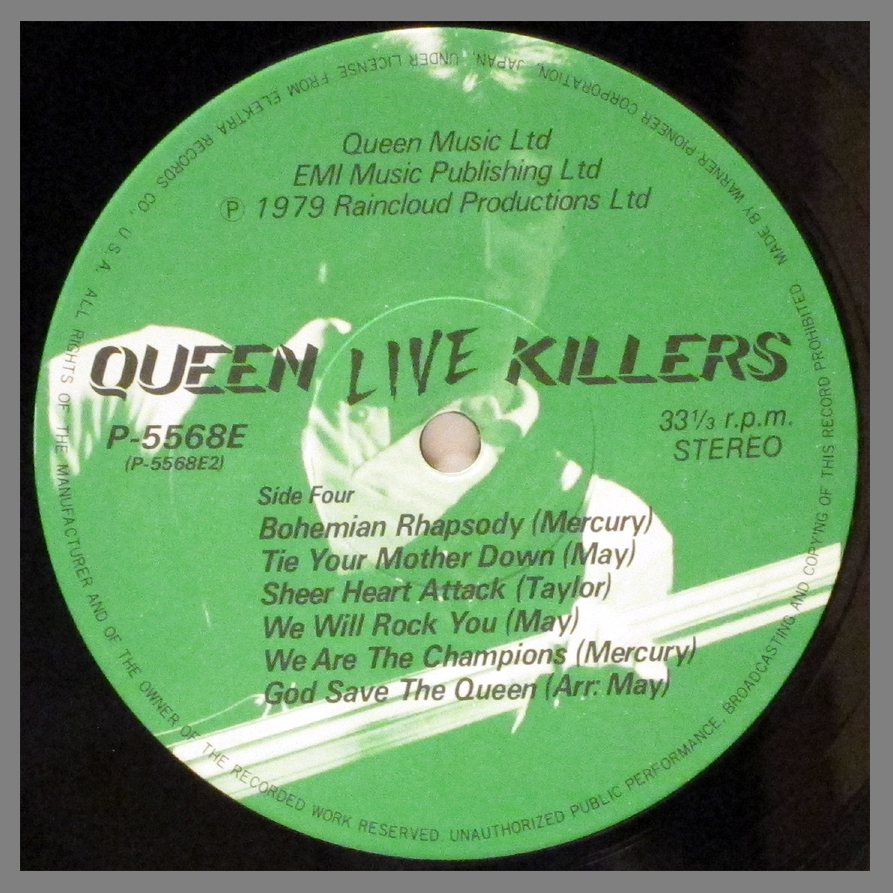 Queen Music Ltd
EMI Music Publishing Ltd
℗ 1979 Raincloud Productions Ltd
QUEEN LIVE KILLERS
P-5568E
(P-5568E2)
33⅓ r.p.m.
STEREO
Side Four
Bohemian Rhapsody (Mercury)
Tie Your Mother Down (May)
Sheer Heart Attack (Taylor)
We Will Rock You (May)
We Are The Champions (Mercury)
God Save The Queen (Arr. May)
MADE BY WARNER PIONEER CORPORATION, JAPAN, UNDER LICENSE FROM ELEKTRA RECORDS CO., U.S.A. ALL RIGHTS OF THE MANUFACTURER AND OF THE OWNER OF THE RECORDED WORK RESERVED. UNAUTHORIZED PUBLIC PERFORMANCE, BROADCASTING AND COPYING OF THIS RECORD PROHIBITED